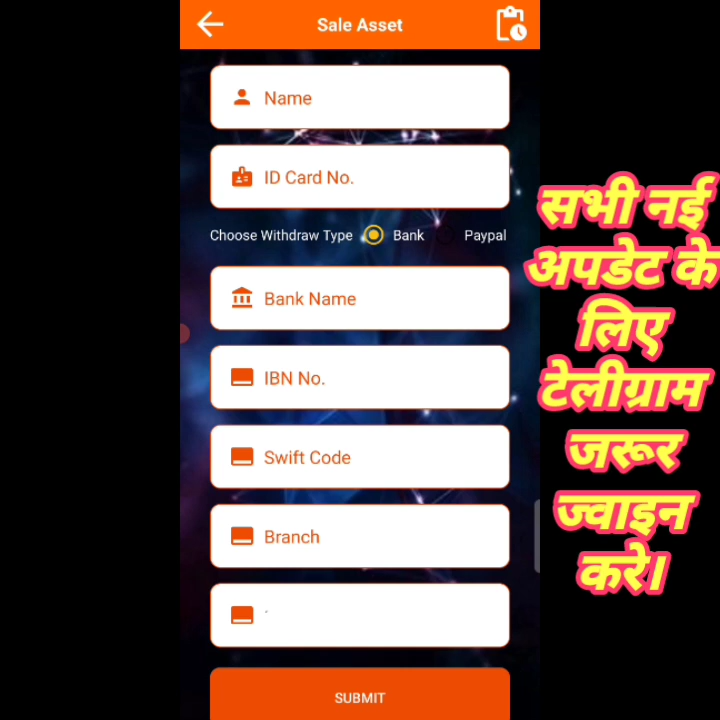 Sale Asset
Name
ID Card No.
Choose Withdraw Type Bank Paypal
Bank Name
IBN No.
Swift Code
Branch
SUBMIT
सभी नई
अपडेट के
लिए
टेलीग्राम
जरूर
ज्वाइन
करे।